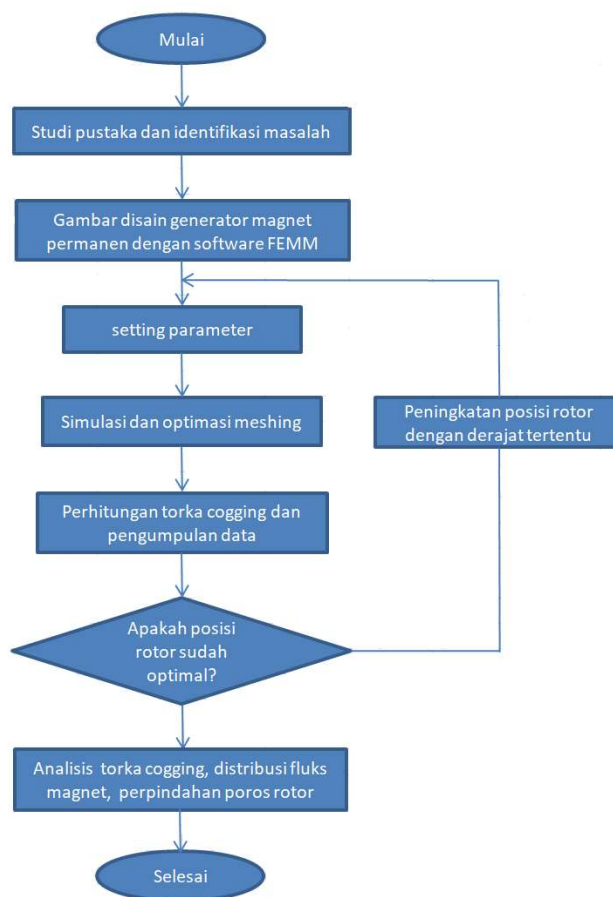 Mulai
Studi pustaka dan identifikasi masalah
Gambar disain generator magnet
permanen dengan software FEMM
setting parameter
Simulasi dan optimasi meshing
Peningkatan posisi rotor
dengan derajat tertentu
Perhitungan torka cogging dan
pengumpulan data
Apakah posisi
rotor sudah
optimal?
Analisis torka cogging, distribusi fluks
magnet, perpindahan poros rotor
Selesai